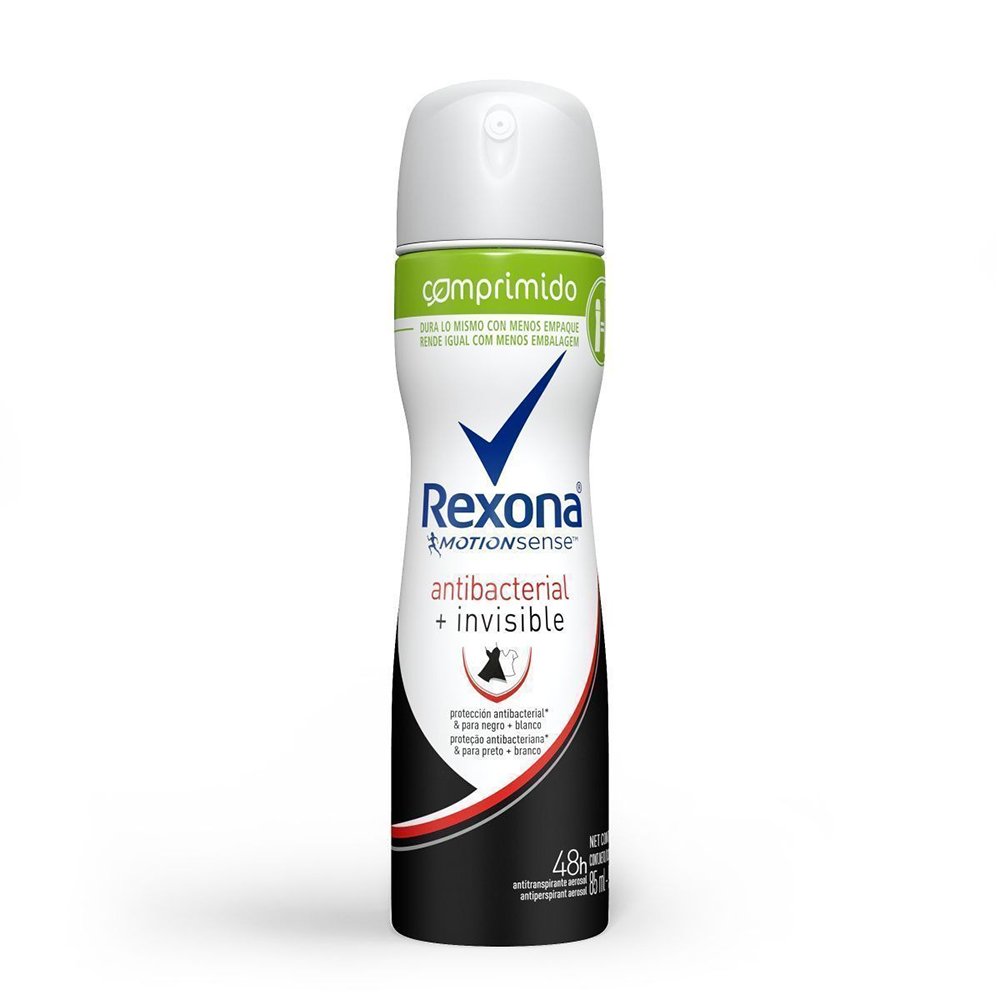 comprimido
DURA LO MISMO CON MENOS EMPAQUE
RENDE IGUAL COM MENOS EMBALAGEM
Rexona®
MOTIONsense™
antibacterial
+ invisible
protección antibacterial*
& para negro + blanco
proteção antibacteriana*
& para preto + branco
48h
antitranspirante aerosol
antiperspirant aerosol
NET
85 ml